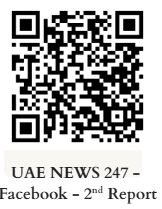 UAE NEWS 247 -
Facebook - 2nd Report